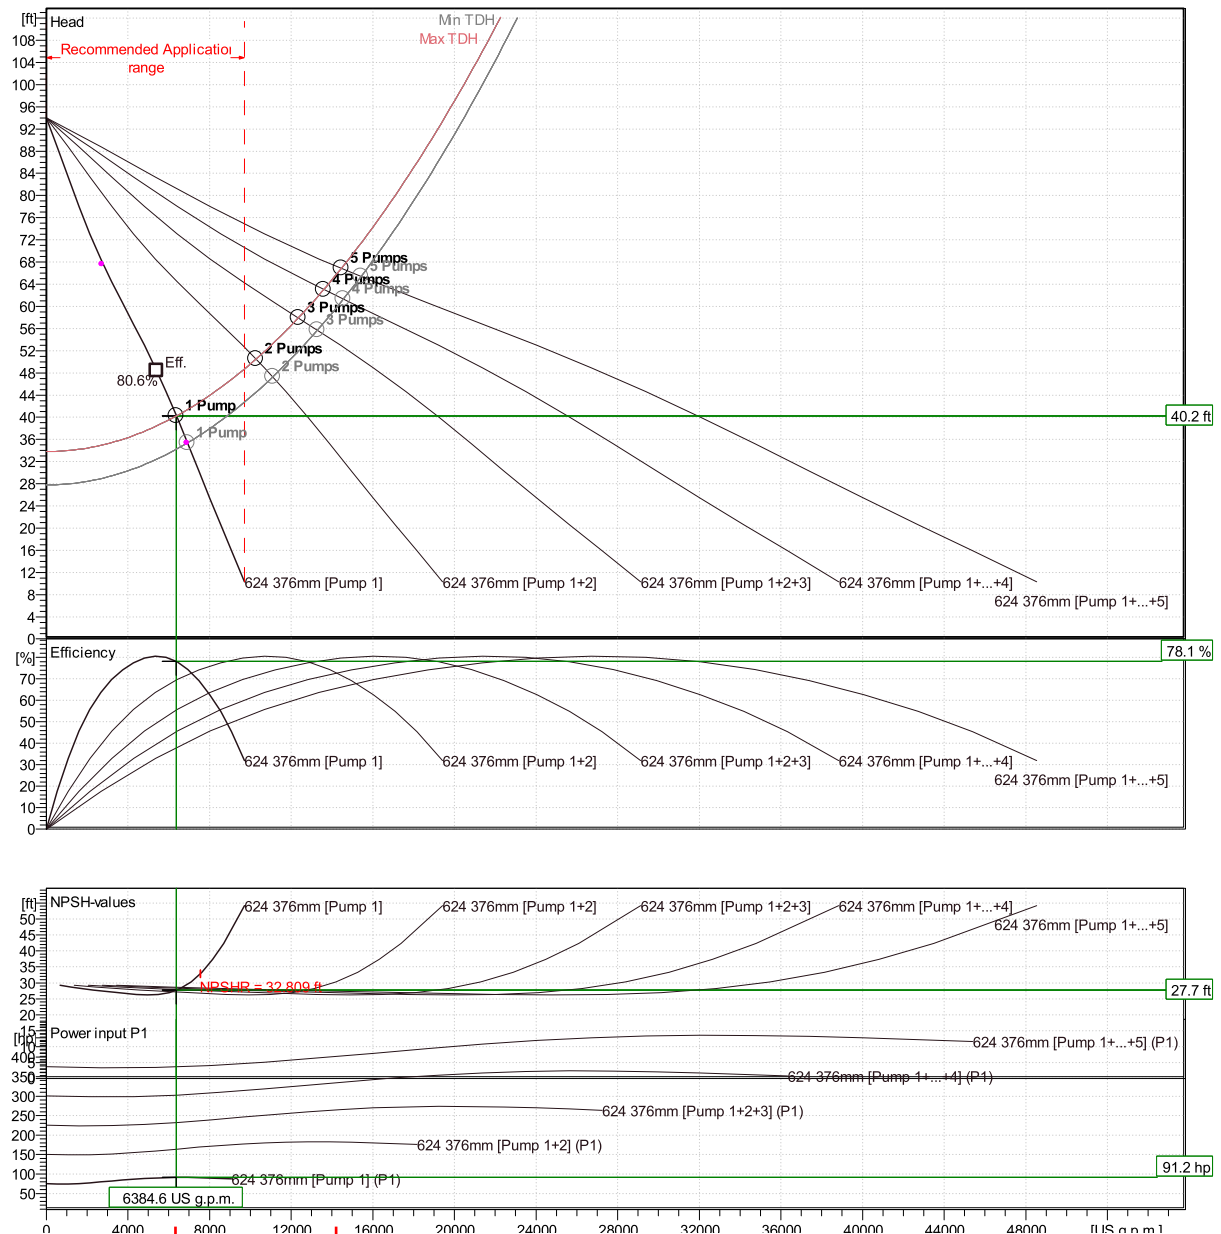 [ft]
Head
Min TDH
Max TDH
Recommended Applicatior
range
108
104
100
96
92
88
84
80
76
72
68
64
60
56
52
48
44
40
36
32
28
24
20
16
12
8
4
0
5 Pumps
5 Pumps
4 Pumps
4 Pumps
3 Pumps
3 Pumps
2 Pumps
2 Pumps
Eff.
80.6%
1 Pump
1 Pump
40.2 ft
624 376mm [Pump 1]
624 376mm [Pump 1+2]
624 376mm [Pump 1+2+3]
624 376mm [Pump 1+...+4]
624 376mm [Pump 1+...+5]
[%]
Efficiency
78.1 %
70
60
50
40
30
20
10
0
624 376mm [Pump 1]
624 376mm [Pump 1+2]
624 376mm [Pump 1+2+3]
624 376mm [Pump 1+...+4]
624 376mm [Pump 1+...+5]
[ft]
NPSH-values
50
45
40
35
30
25
20
15
10
5
0
624 376mm [Pump 1]
624 376mm [Pump 1+2]
624 376mm [Pump 1+2+3]
624 376mm [Pump 1+...+4]
624 376mm [Pump 1+...+5]
NPSHR = 32.809 ft
27.7 ft
[hp]
Power input P1
400
350
300
250
200
150
100
50
624 376mm [Pump 1+...+5] (P1)
624 376mm [Pump 1+...+4] (P1)
624 376mm [Pump 1+2+3] (P1)
624 376mm [Pump 1+2] (P1)
624 376mm [Pump 1] (P1)
91.2 hp
6384.6 US g.p.m.
0 4000 8000 12000 16000 20000 24000 28000 32000 36000 40000 44000 48000 [US g.p.m.]